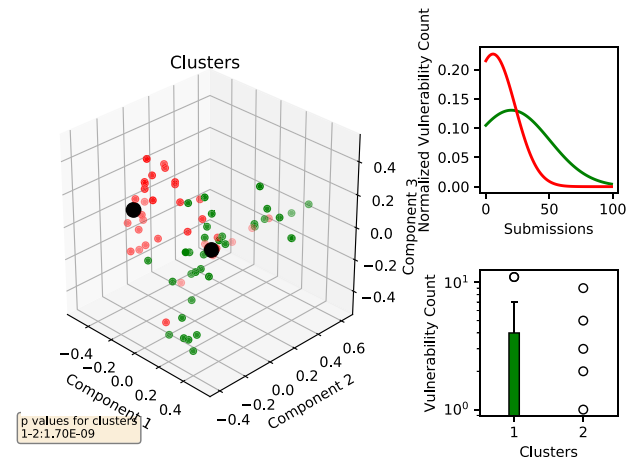 Clusters
0.4
0.2
0.0
−0.2
−0.4
Component 3
−0.4
−0.2
0.0
0.2
0.4
Component 1
−0.4
−0.2
0.0
0.2
0.4
0.6
Component 2
p values for clusters
1-2:1.70E-09
Normalized Vulnerability Count
0.20
0.15
0.10
0.05
0.00
0
50
100
Submissions
Vulnerability Count
10¹
10⁰
1
2
Clusters